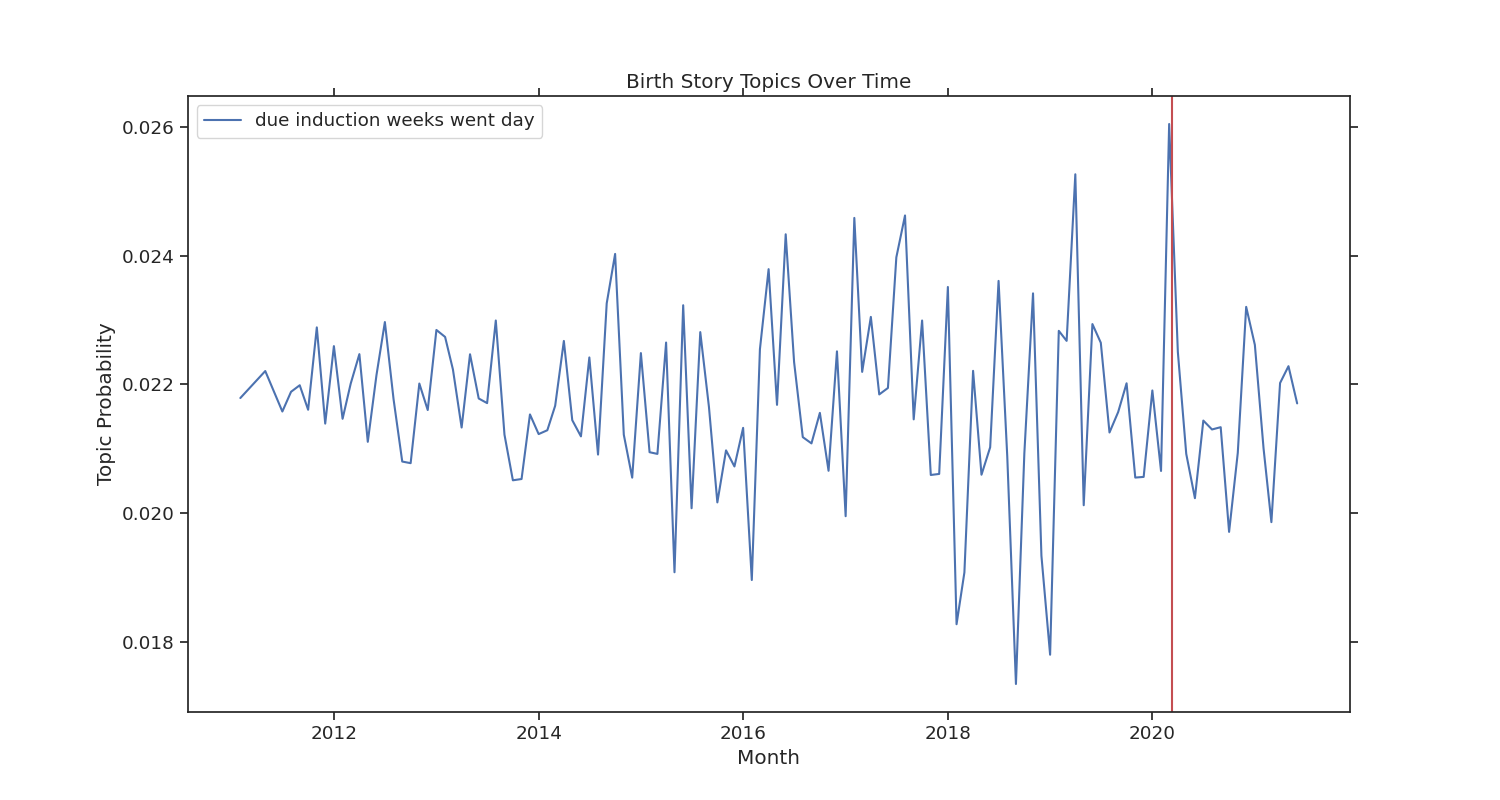 Birth Story Topics Over Time
due induction weeks went day
0.026
0.024
0.022
0.020
0.018
Topic Probability
2012 2014 2016 2018 2020
Month